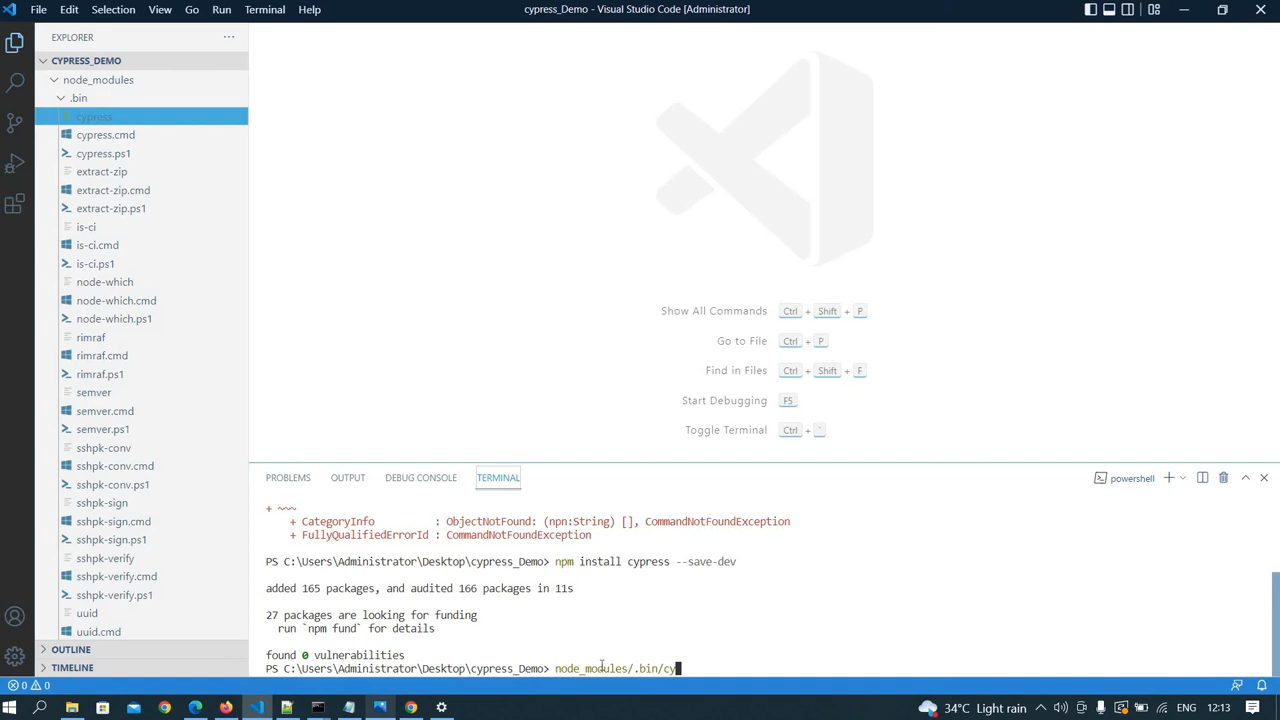 File Edit Selection View Go Run Terminal Help
cypress_Demo - Visual Studio Code [Administrator]
EXPLORER
CYPRESS_DEMO
node_modules
.bin
cypress
cypress.cmd
cypress.ps1
extract-zip
extract-zip.cmd
extract-zip.ps1
is-ci
is-ci.cmd
is-ci.ps1
node-which
node-which.cmd
node-which.ps1
rimraf
rimraf.cmd
rimraf.ps1
semver
semver.cmd
semver.ps1
sshpk-conv
sshpk-conv.cmd
sshpk-conv.ps1
sshpk-sign
sshpk-sign.cmd
sshpk-sign.ps1
sshpk-verify
sshpk-verify.cmd
sshpk-verify.ps1
uuid
uuid.cmd
OUTLINE
TIMELINE
Show All Commands Ctrl + Shift + P
Go to File Ctrl + P
Find in Files Ctrl + Shift + F
Start Debugging F5
Toggle Terminal Ctrl + `
PROBLEMS OUTPUT DEBUG CONSOLE TERMINAL
powershell
+ ~~~
+ CategoryInfo : ObjectNotFound: (npn:String) [], CommandNotFoundException
+ FullyQualifiedErrorId : CommandNotFoundException
PS C:\Users\Administrator\Desktop\cypress_Demo> npm install cypress --save-dev
added 165 packages, and audited 166 packages in 11s
27 packages are looking for funding
run `npm fund` for details
found 0 vulnerabilities
PS C:\Users\Administrator\Desktop\cypress_Demo> node_modules/.bin/cy
0 0
34°C Light rain
ENG 12:13